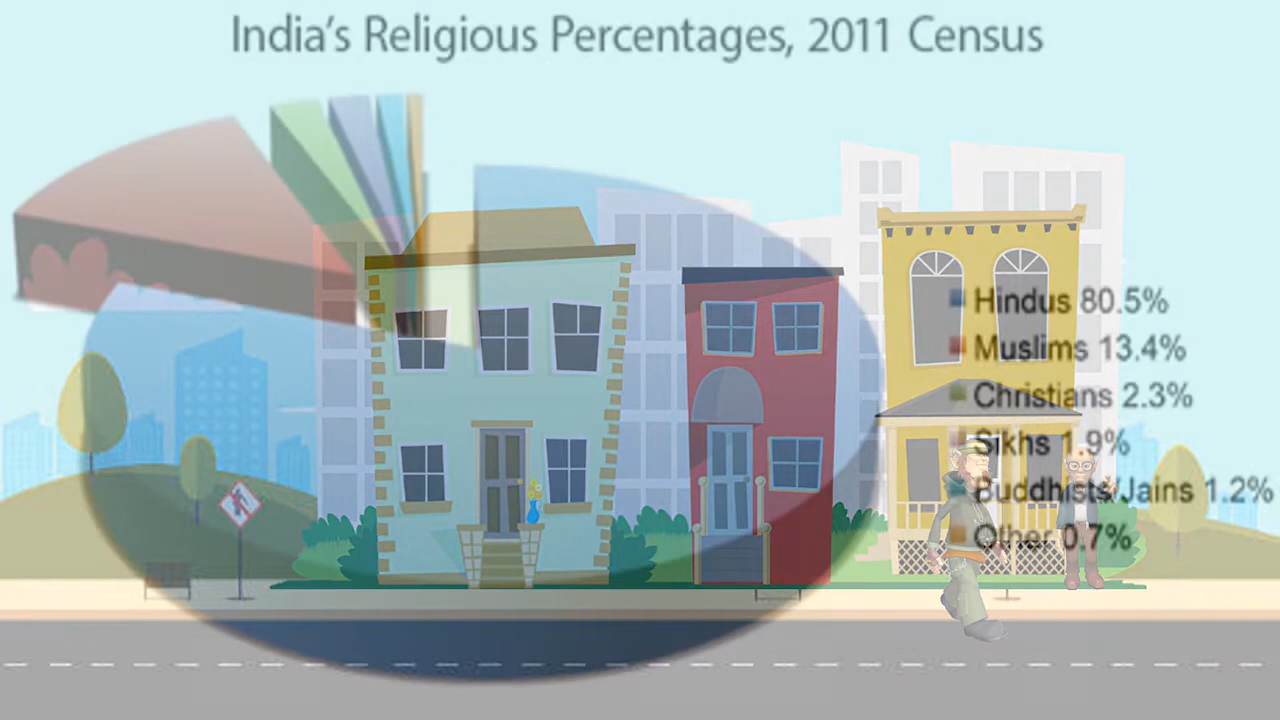 India's Religious Percentages, 2011 Census
Hindus 80.5%
Muslims 13.4%
Christians 2.3%
Sikhs 1.9%
Buddhists/Jains 1.2%
Other 0.7%